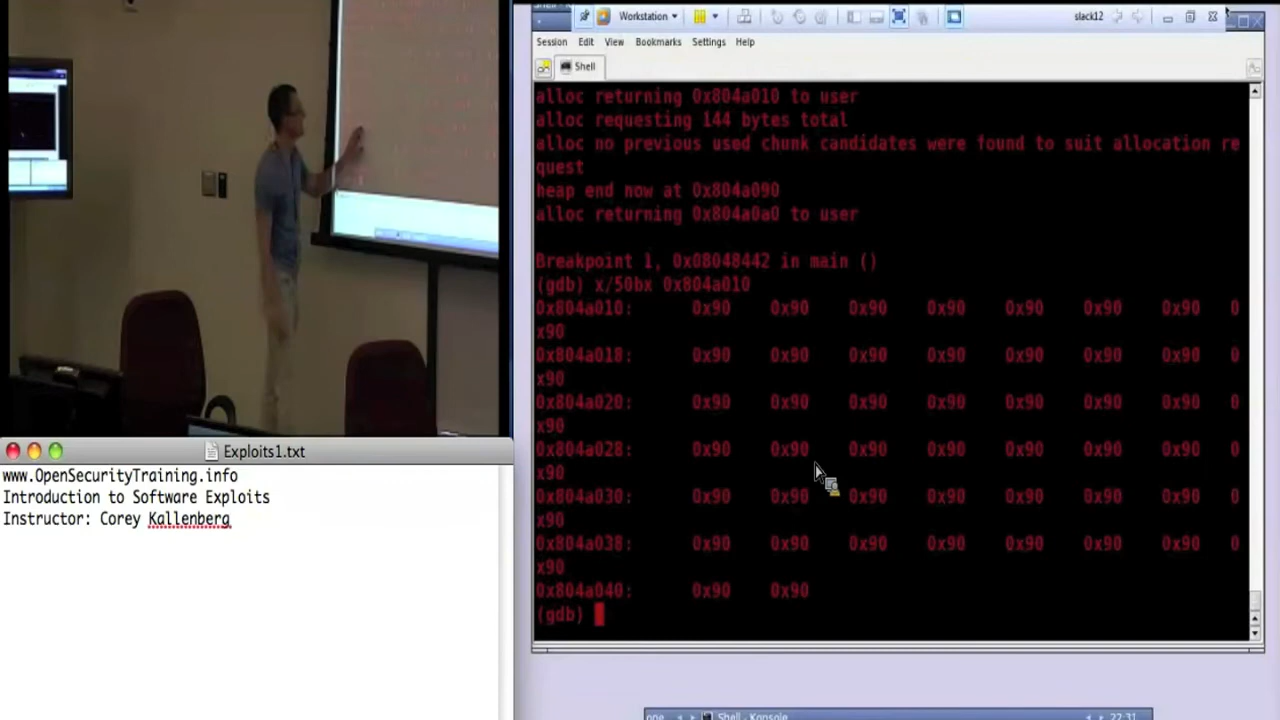 Workstation
slack12
Session Edit View Bookmarks Settings Help
Shell
alloc returning 0x804a010 to user
alloc requesting 144 bytes total
alloc no previous used chunk candidates were found to suit allocation re
quest
heap end now at 0x804a090
alloc returning 0x804a0a0 to user
Breakpoint 1, 0x08048442 in main ()
(gdb) x/50bx 0x804a010
0x804a010: 0x90 0x90 0x90 0x90 0x90 0x90 0x90 0
x90
0x804a018: 0x90 0x90 0x90 0x90 0x90 0x90 0x90 0
x90
0x804a020: 0x90 0x90 0x90 0x90 0x90 0x90 0x90 0
x90
0x804a028: 0x90 0x90 0x90 0x90 0x90 0x90 0x90 0
x90
0x804a030: 0x90 0x90 0x90 0x90 0x90 0x90 0x90 0
x90
0x804a038: 0x90 0x90 0x90 0x90 0x90 0x90 0x90 0
x90
0x804a040: 0x90 0x90
(gdb)
Shell - Konsole
22:31
Exploits1.txt
www.OpenSecurityTraining.info
Introduction to Software Exploits
Instructor: Corey Kallenberg